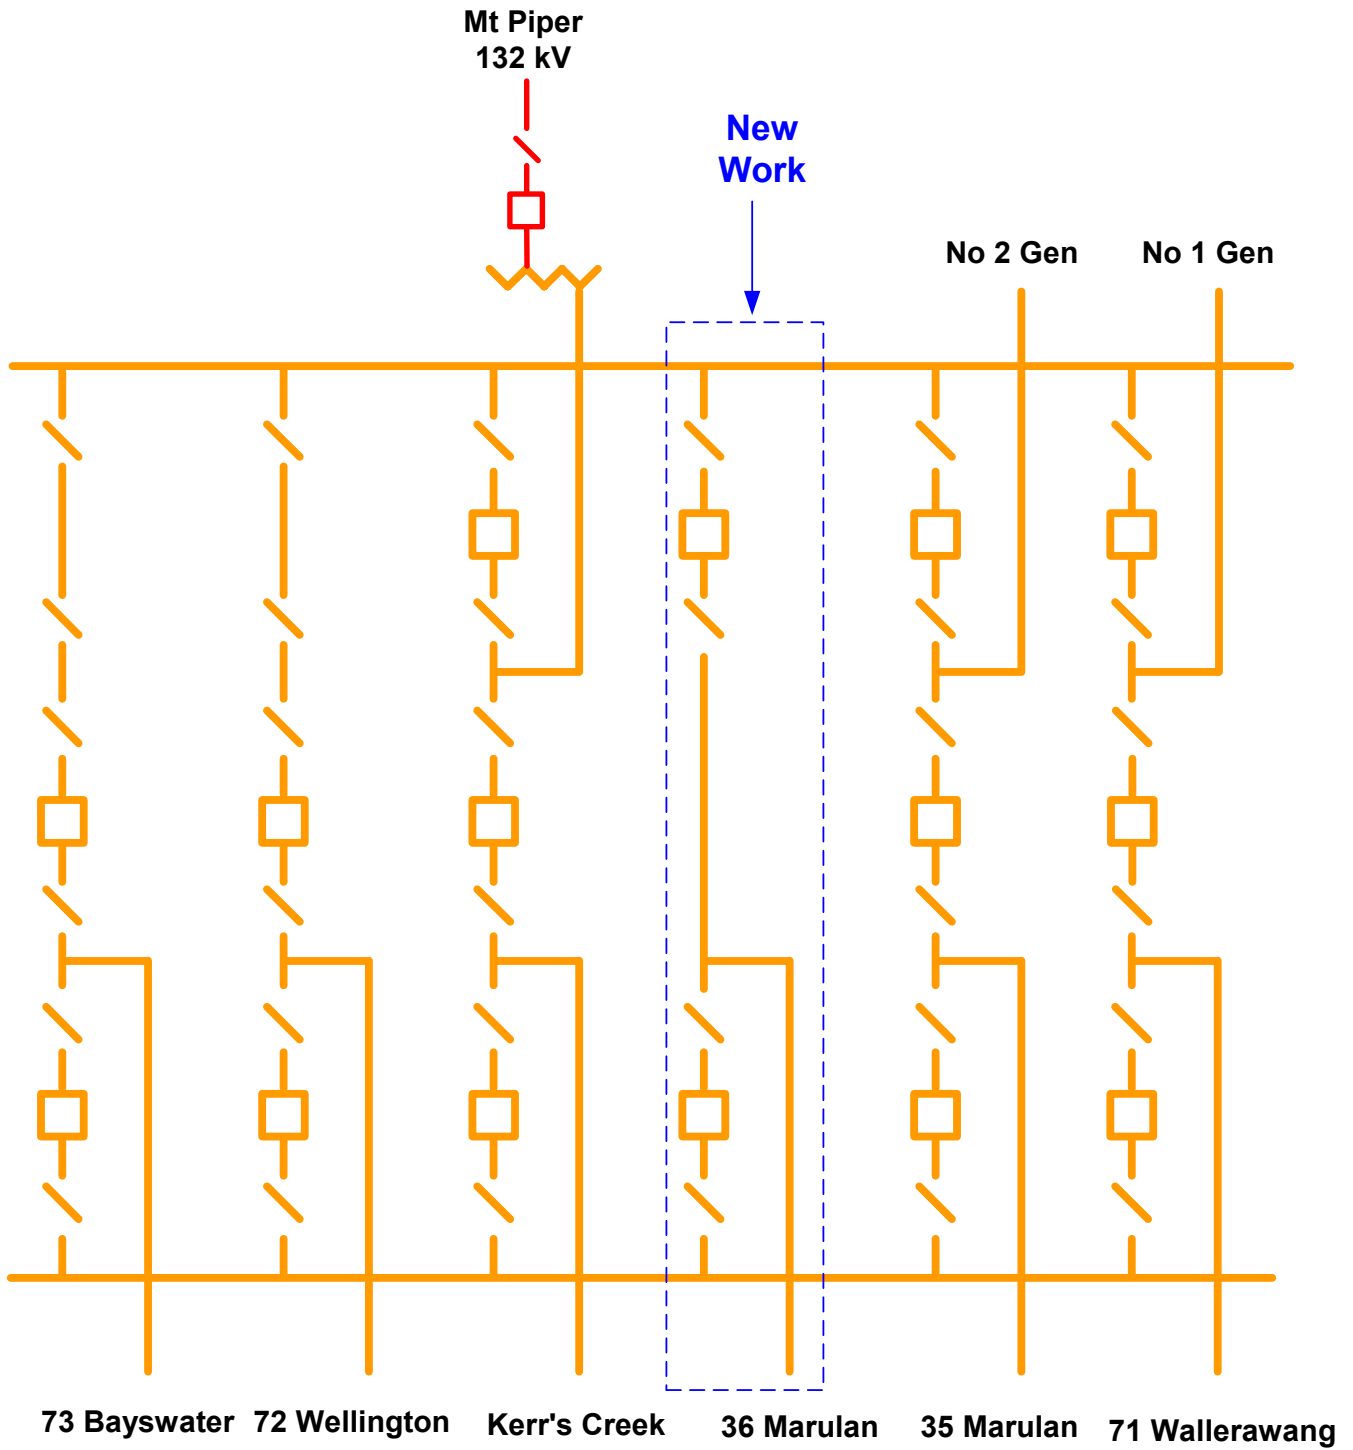 Mt Piper
132 kV
New
Work
No 2 Gen
No 1 Gen
73 Bayswater
72 Wellington
Kerr's Creek
36 Marulan
35 Marulan
71 Wallerawang